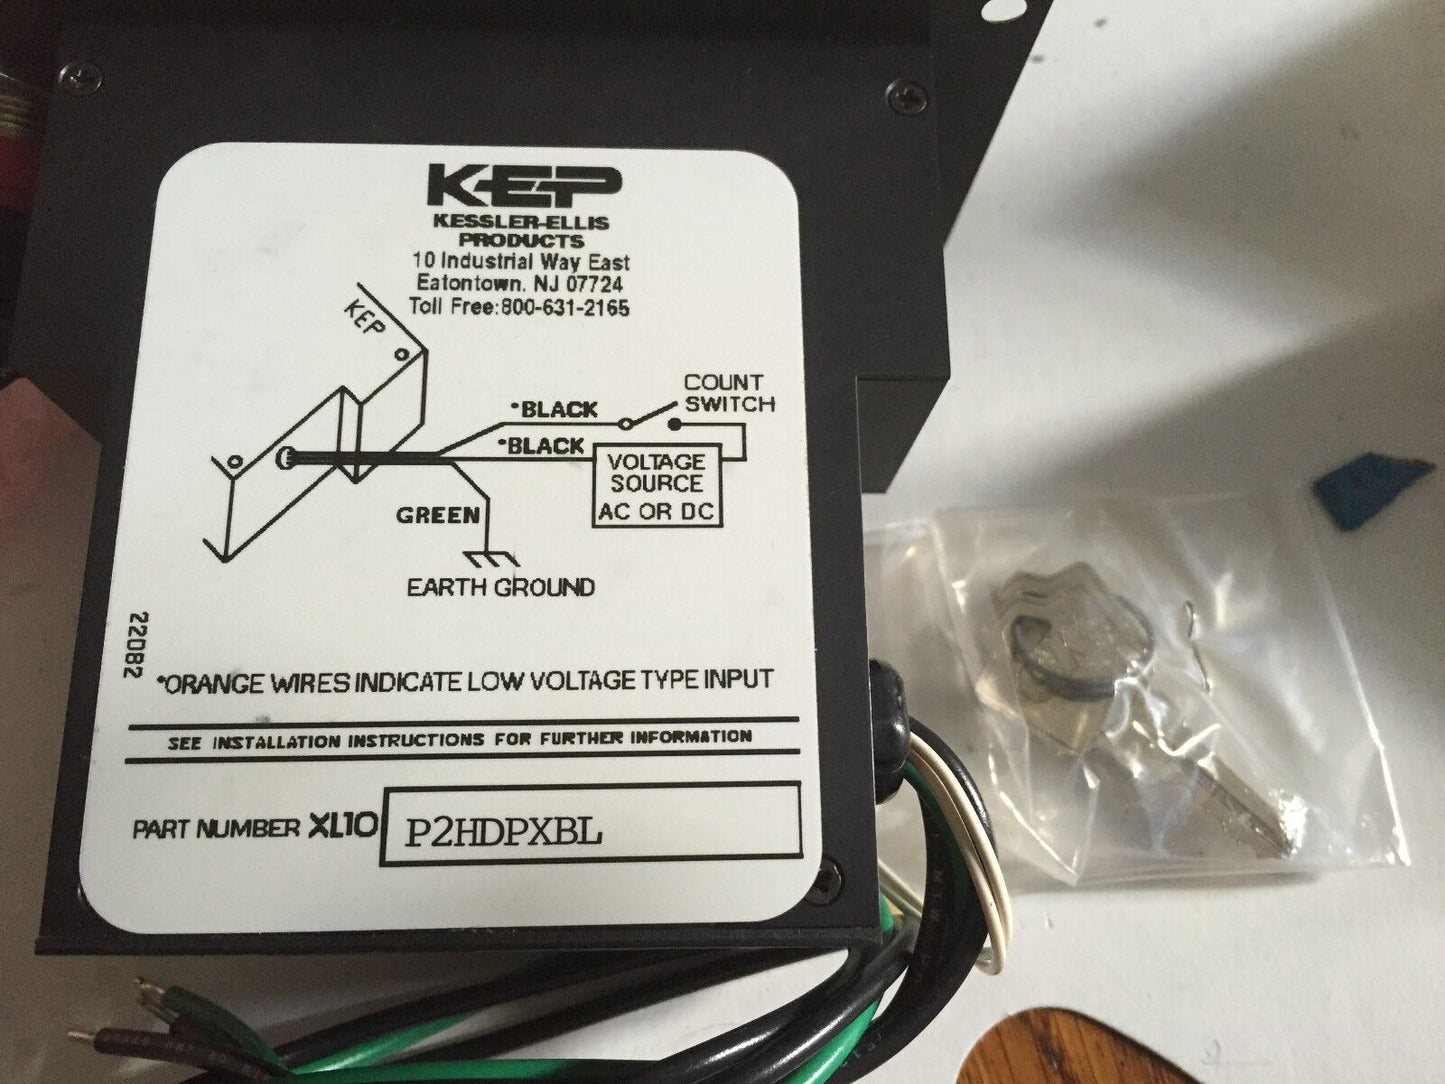 KEP
KESSLER-ELLIS
PRODUCTS
10 Industrial Way East
Eatontown, NJ 07724
Toll Free:800-631-2165
KEP
COUNT
SWITCH
*BLACK
*BLACK
VOLTAGE
SOURCE
AC OR DC
GREEN
EARTH GROUND
22082
*ORANGE WIRES INDICATE LOW VOLTAGE TYPE INPUT
SEE INSTALLATION INSTRUCTIONS FOR FURTHER INFORMATION
PART NUMBER XL10 P2HDPXBL